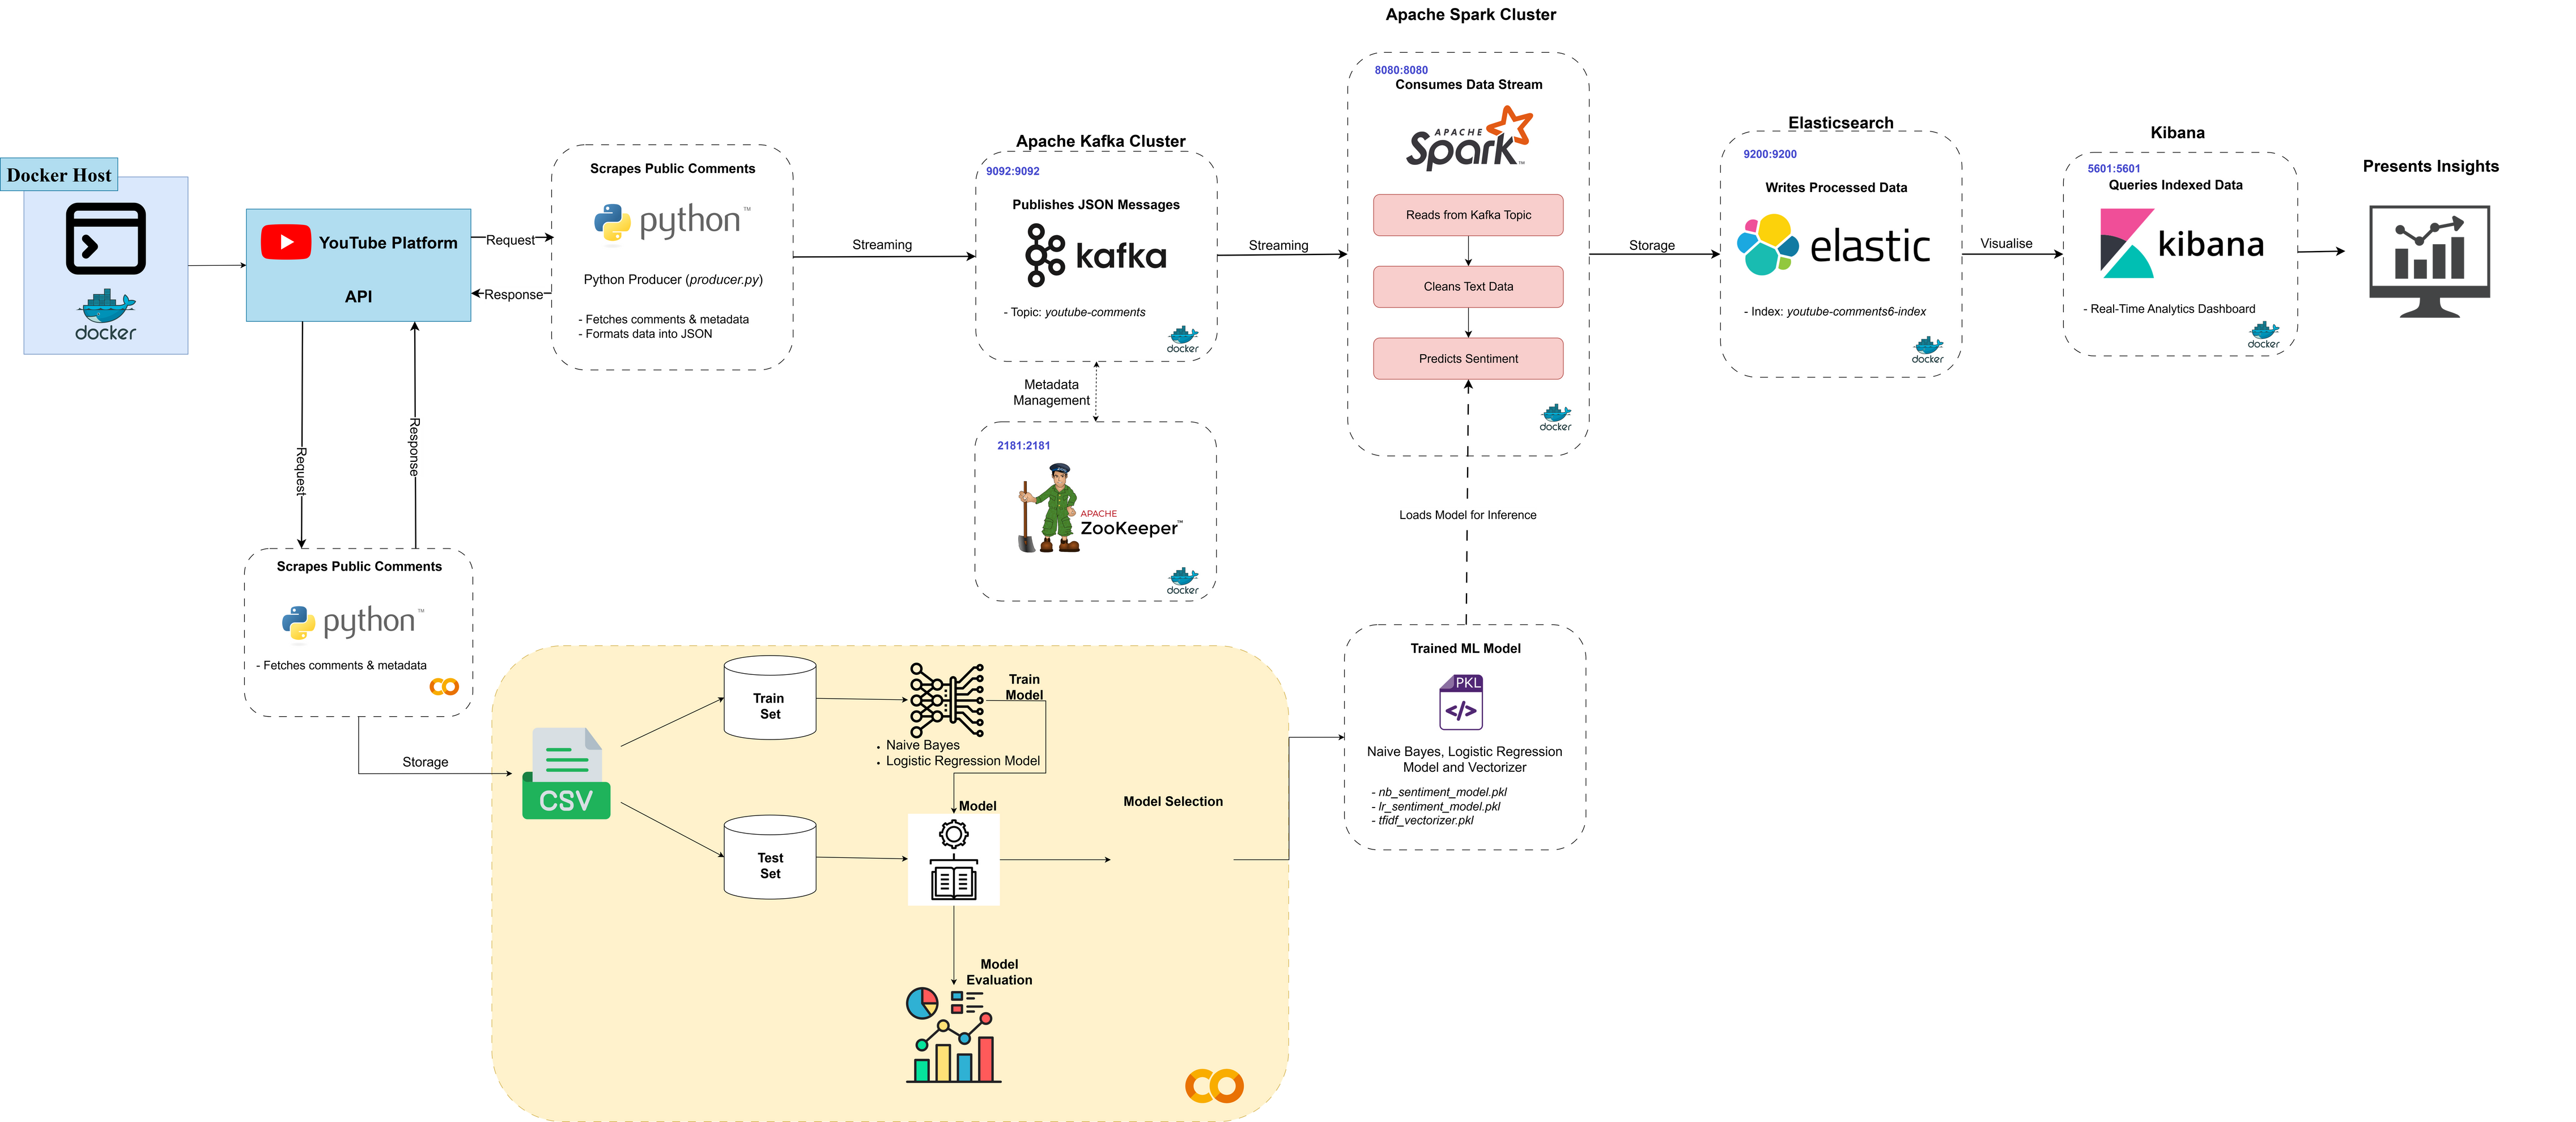 Apache Spark Cluster
8080:8080
Consumes Data Stream
APACHE
Spark™
Reads from Kafka Topic
Cleans Text Data
Predicts Sentiment
docker
Docker Host
docker
YouTube Platform
API
Request
Response
Scrapes Public Comments
python™
Python Producer (producer.py)
- Fetches comments & metadata
- Formats data into JSON
Streaming
Apache Kafka Cluster
9092:9092
Publishes JSON Messages
kafka
- Topic: youtube-comments
docker
Streaming
Metadata
Management
2181:2181
APACHE
ZooKeeper™
docker
Storage
Elasticsearch
9200:9200
Writes Processed Data
elastic
- Index: youtube-comments6-index
docker
Visualise
Kibana
5601:5601
Queries Indexed Data
kibana
- Real-Time Analytics Dashboard
docker
Presents Insights
Request
Response
Scrapes Public Comments
python™
- Fetches comments & metadata
Storage
CSV
Train
Set
Test
Set
Train
Model
• Naive Bayes
• Logistic Regression Model
Model
Model
Evaluation
Model Selection
Loads Model for Inference
Trained ML Model
PKL
</>
Naive Bayes, Logistic Regression
Model and Vectorizer
- nb_sentiment_model.pkl
- lr_sentiment_model.pkl
- tfidf_vectorizer.pkl